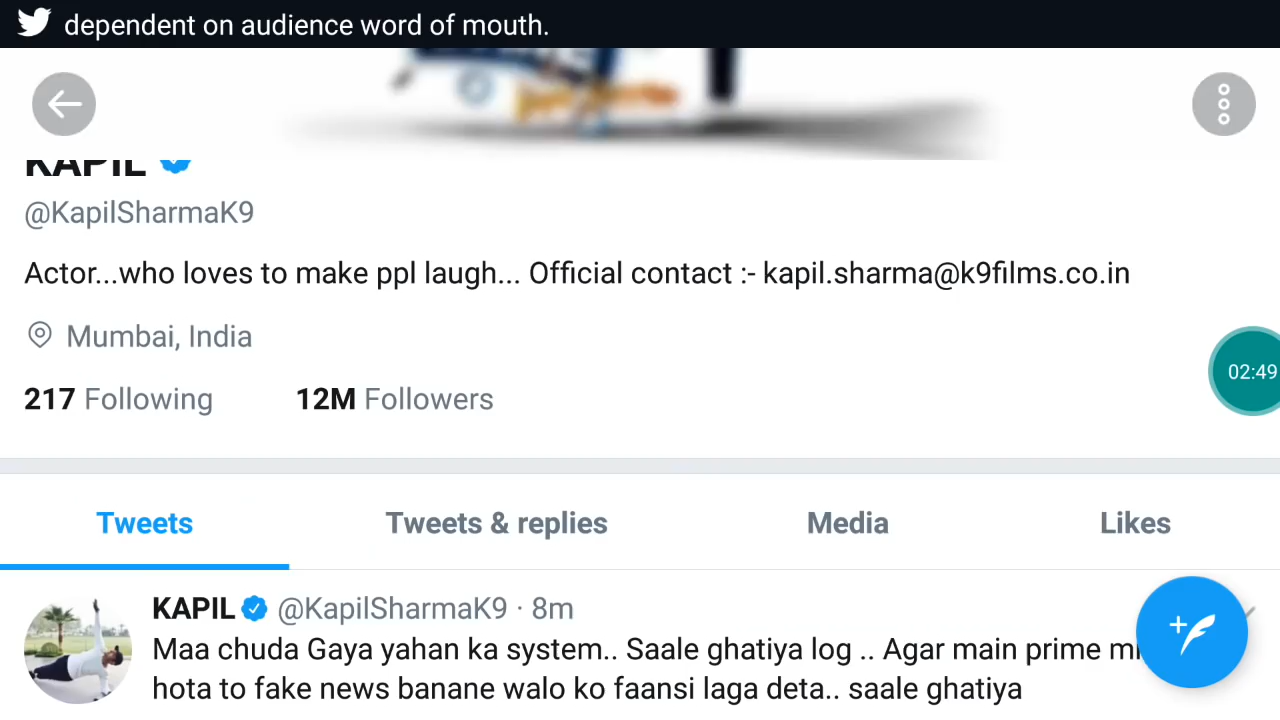 dependent on audience word of mouth.
KAPIL
@KapilSharmaK9
Actor...who loves to make ppl laugh... Official contact :- kapil.sharma@k9films.co.in
Mumbai, India
217 Following 12M Followers
02:49
Tweets Tweets & replies Media Likes
KAPIL @KapilSharmaK9 · 8m
Maa chuda Gaya yahan ka system.. Saale ghatiya log .. Agar main prime
hota to fake news banane walo ko faansi laga deta.. saale ghatiya